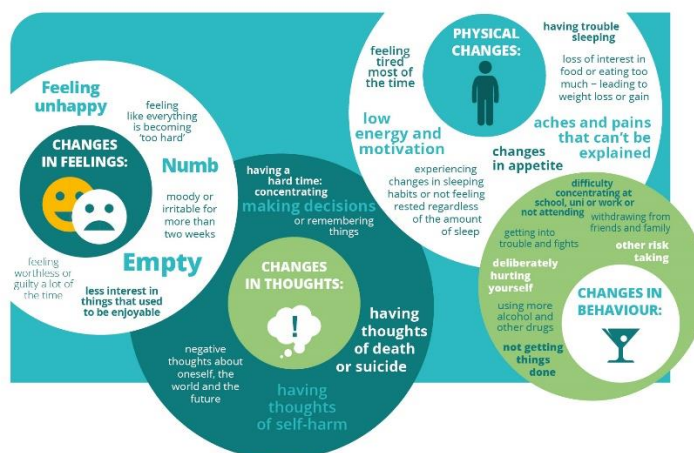 CHANGES
IN FEELINGS:
Feeling
unhappy
feeling
like everything
is becoming
‘too hard’
Numb
moody or
irritable for
more than
two weeks
Empty
feeling
worthless or
guilty a lot of
the time
less interest in
things that used
to be enjoyable
CHANGES
IN THOUGHTS:
!
having a
hard time:
concentrating
making decisions
or remembering
things
having
thoughts
of death
or suicide
negative
thoughts about
oneself, the
world and the
future
having
thoughts
of self-harm
PHYSICAL
CHANGES:
feeling
tired
most of
the time
having trouble
sleeping
loss of interest in
food or eating too
much – leading to
weight loss or gain
low
energy and
motivation
aches and pains
that can’t be
explained
changes
in appetite
experiencing
changes in sleeping
habits or not feeling
rested regardless
of the amount
of sleep
CHANGES IN
BEHAVIOUR:
difficulty
concentrating at
school, uni or work or
not attending
withdrawing from
friends and family
getting into
trouble and fights
other risk
taking
deliberately
hurting
yourself
using more
alcohol and
other drugs
not getting
things
done